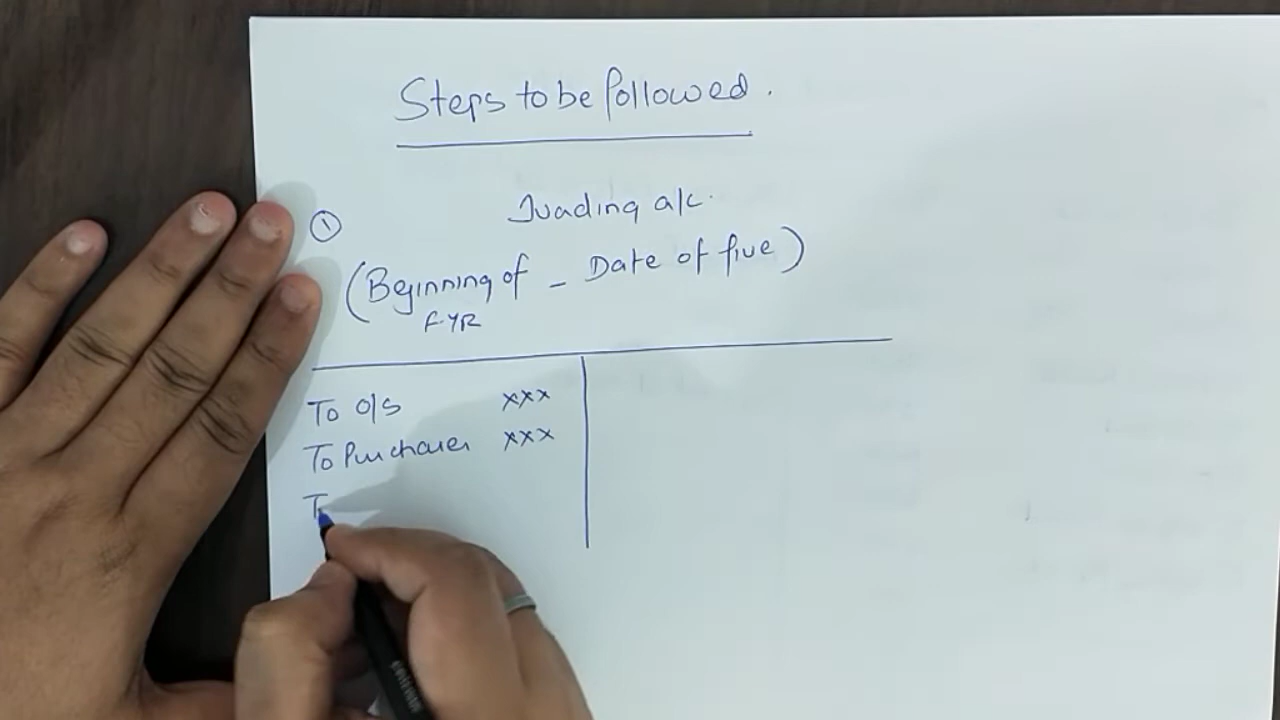 Steps to be followed.
① Trading a/c.
(Beginning of - Date of fire)
F.YR
To O/S xxx
To Purchases xxx
T